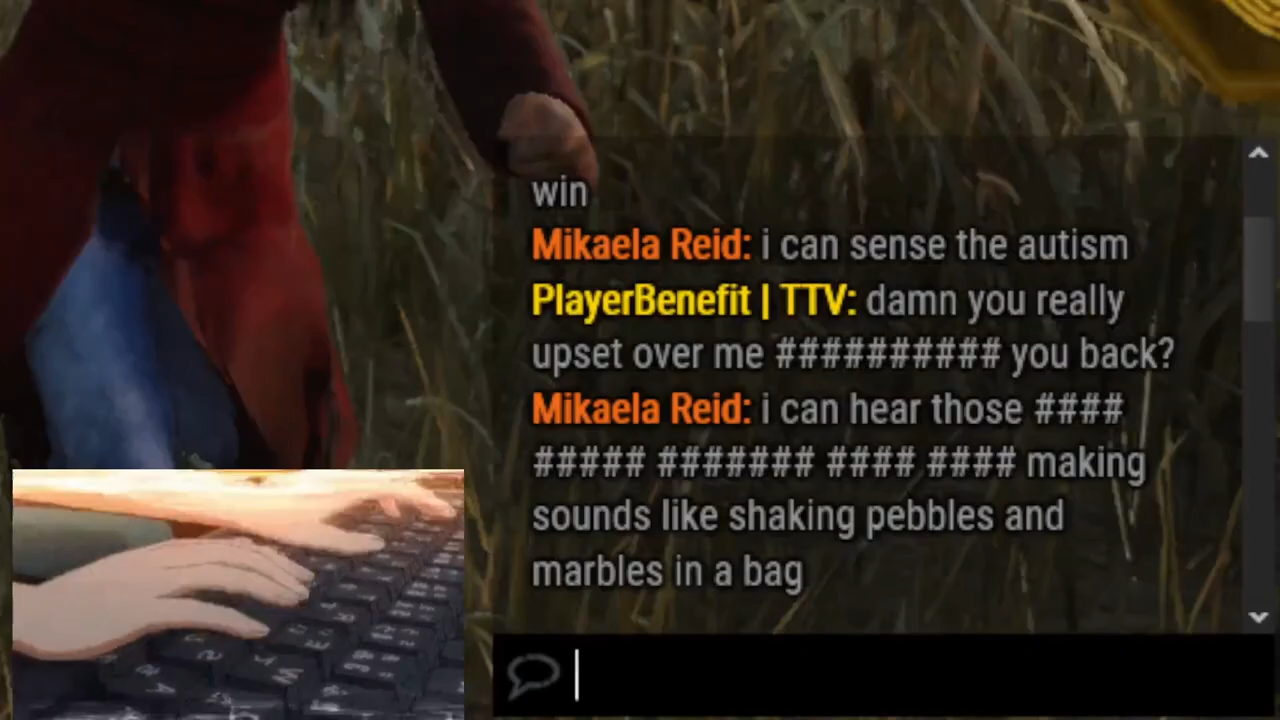 win
Mikaela Reid: i can sense the autism
PlayerBenefit | TTV: damn you really
upset over me ########## you back?
Mikaela Reid: i can hear those ####
##### ####### #### #### making
sounds like shaking pebbles and
marbles in a bag